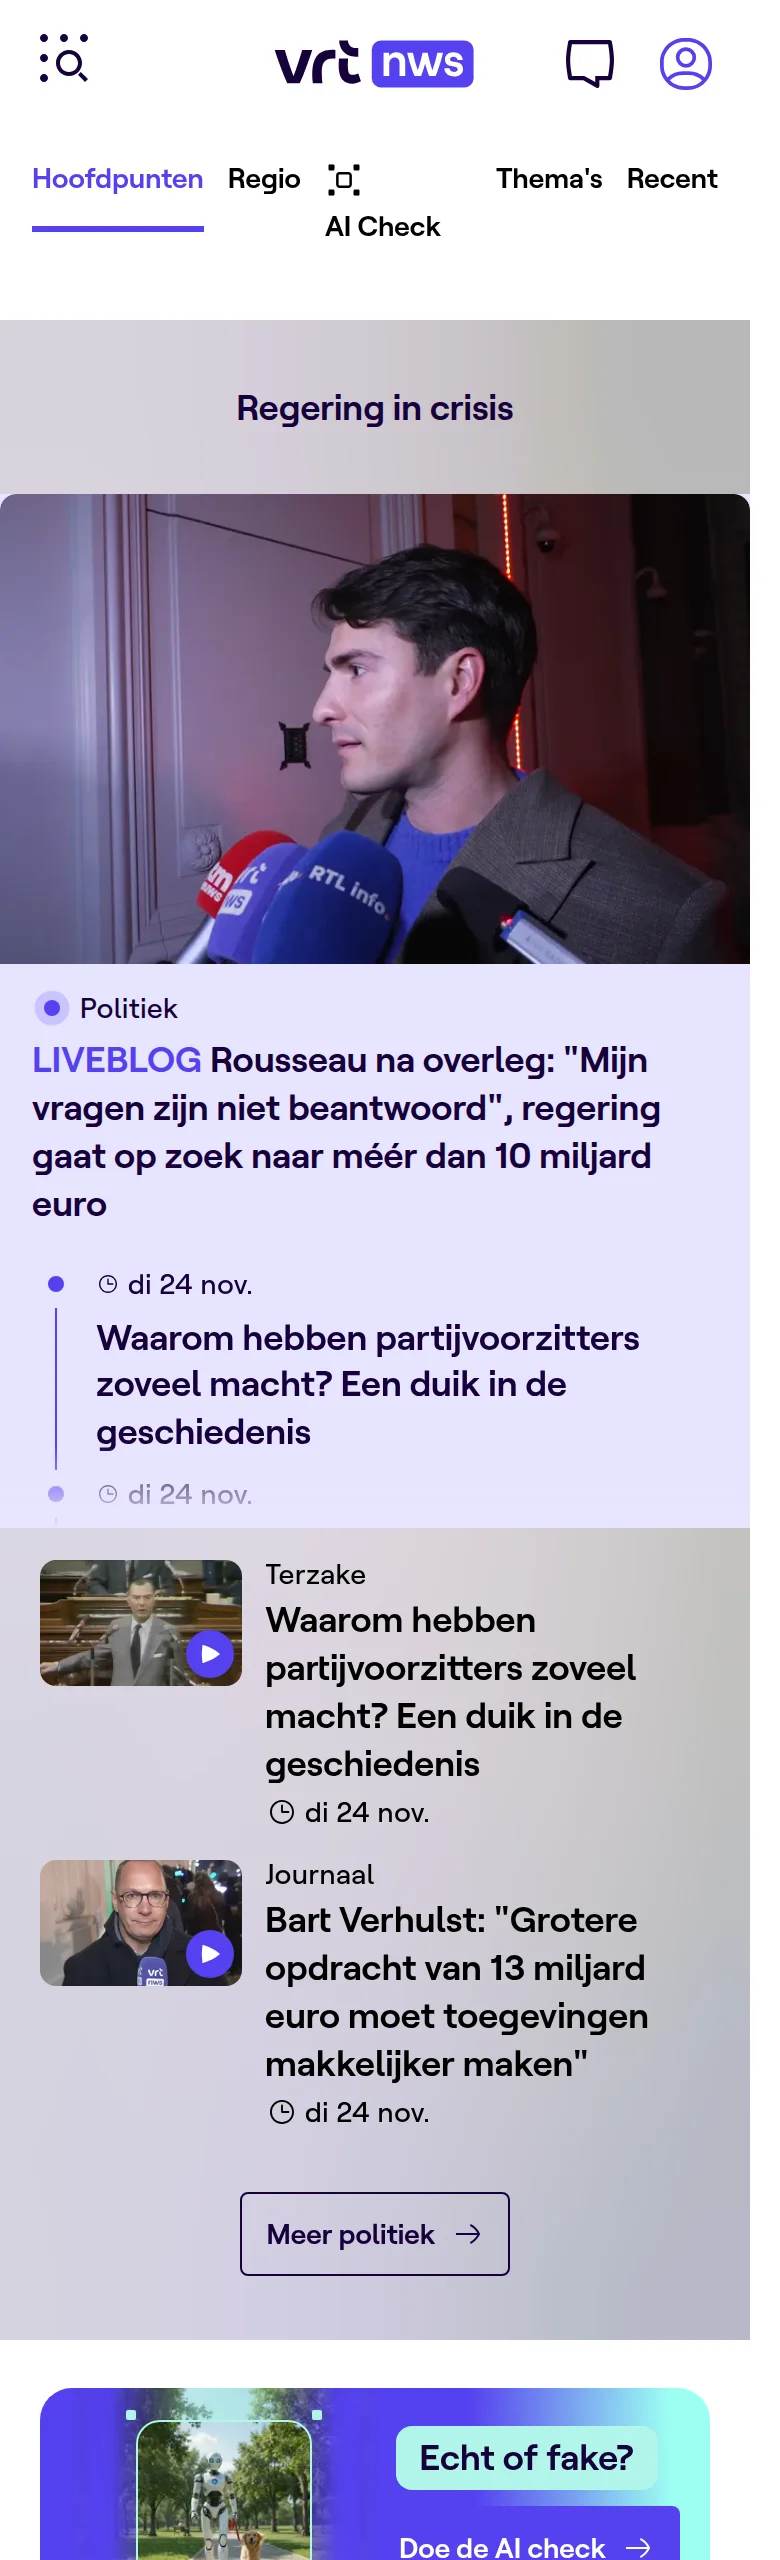 vrt nws
Hoofdpunten Regio AI Check Thema's Recent
Regering in crisis
vrt
nws
RTL info.
Politiek
LIVEBLOG Rousseau na overleg: "Mijn
vragen zijn niet beantwoord", regering
gaat op zoek naar méér dan 10 miljard
euro
di 24 nov.
Waarom hebben partijvoorzitters
zoveel macht? Een duik in de
geschiedenis
di 24 nov.
Terzake
Waarom hebben
partijvoorzitters zoveel
macht? Een duik in de
geschiedenis
di 24 nov.
Journaal
vrt
nws
Bart Verhulst: "Grotere
opdracht van 13 miljard
euro moet toegevingen
makkelijker maken"
di 24 nov.
Meer politiek
Echt of fake?
Doe de AI check